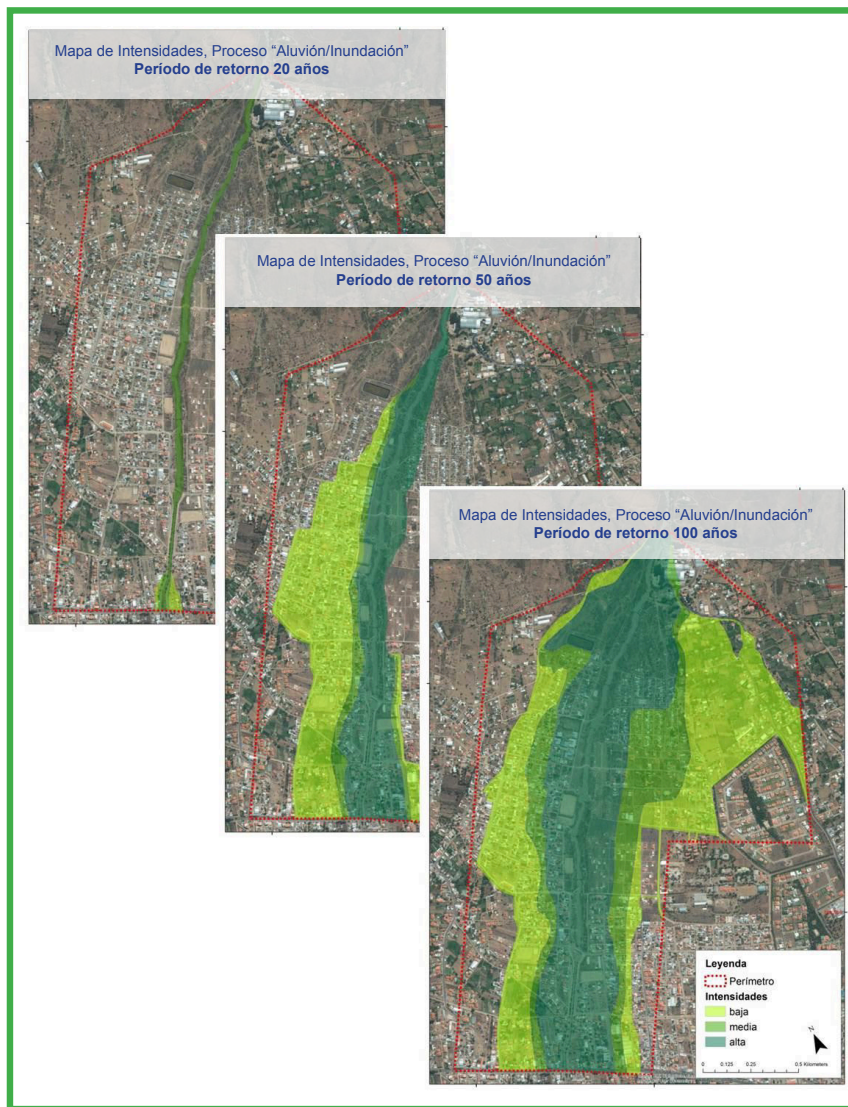 Mapa de Intensidades, Proceso “Aluvión/Inundación”
Período de retorno 20 años
Mapa de Intensidades, Proceso “Aluvión/Inundación”
Período de retorno 50 años
Mapa de Intensidades, Proceso “Aluvión/Inundación”
Período de retorno 100 años
Leyenda
Perímetro
Intensidades
baja
media
alta
N
0 0.125 0.25 0.5 Kilometers